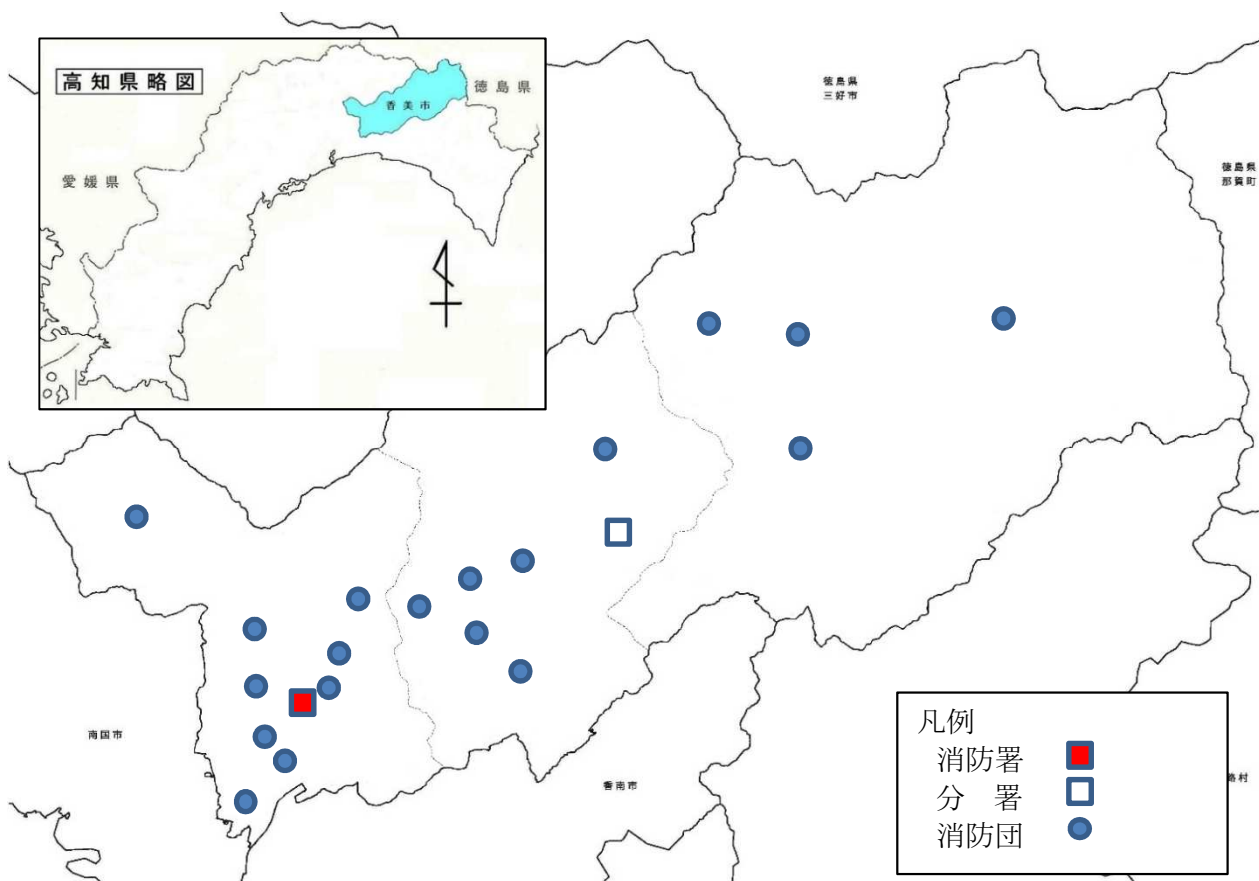 高知県略図
徳島県
香美市
愛媛県
徳島県
三好市
徳島県
那賀町
南国市
香南市
路村
凡例
消防署
分　署
消防団